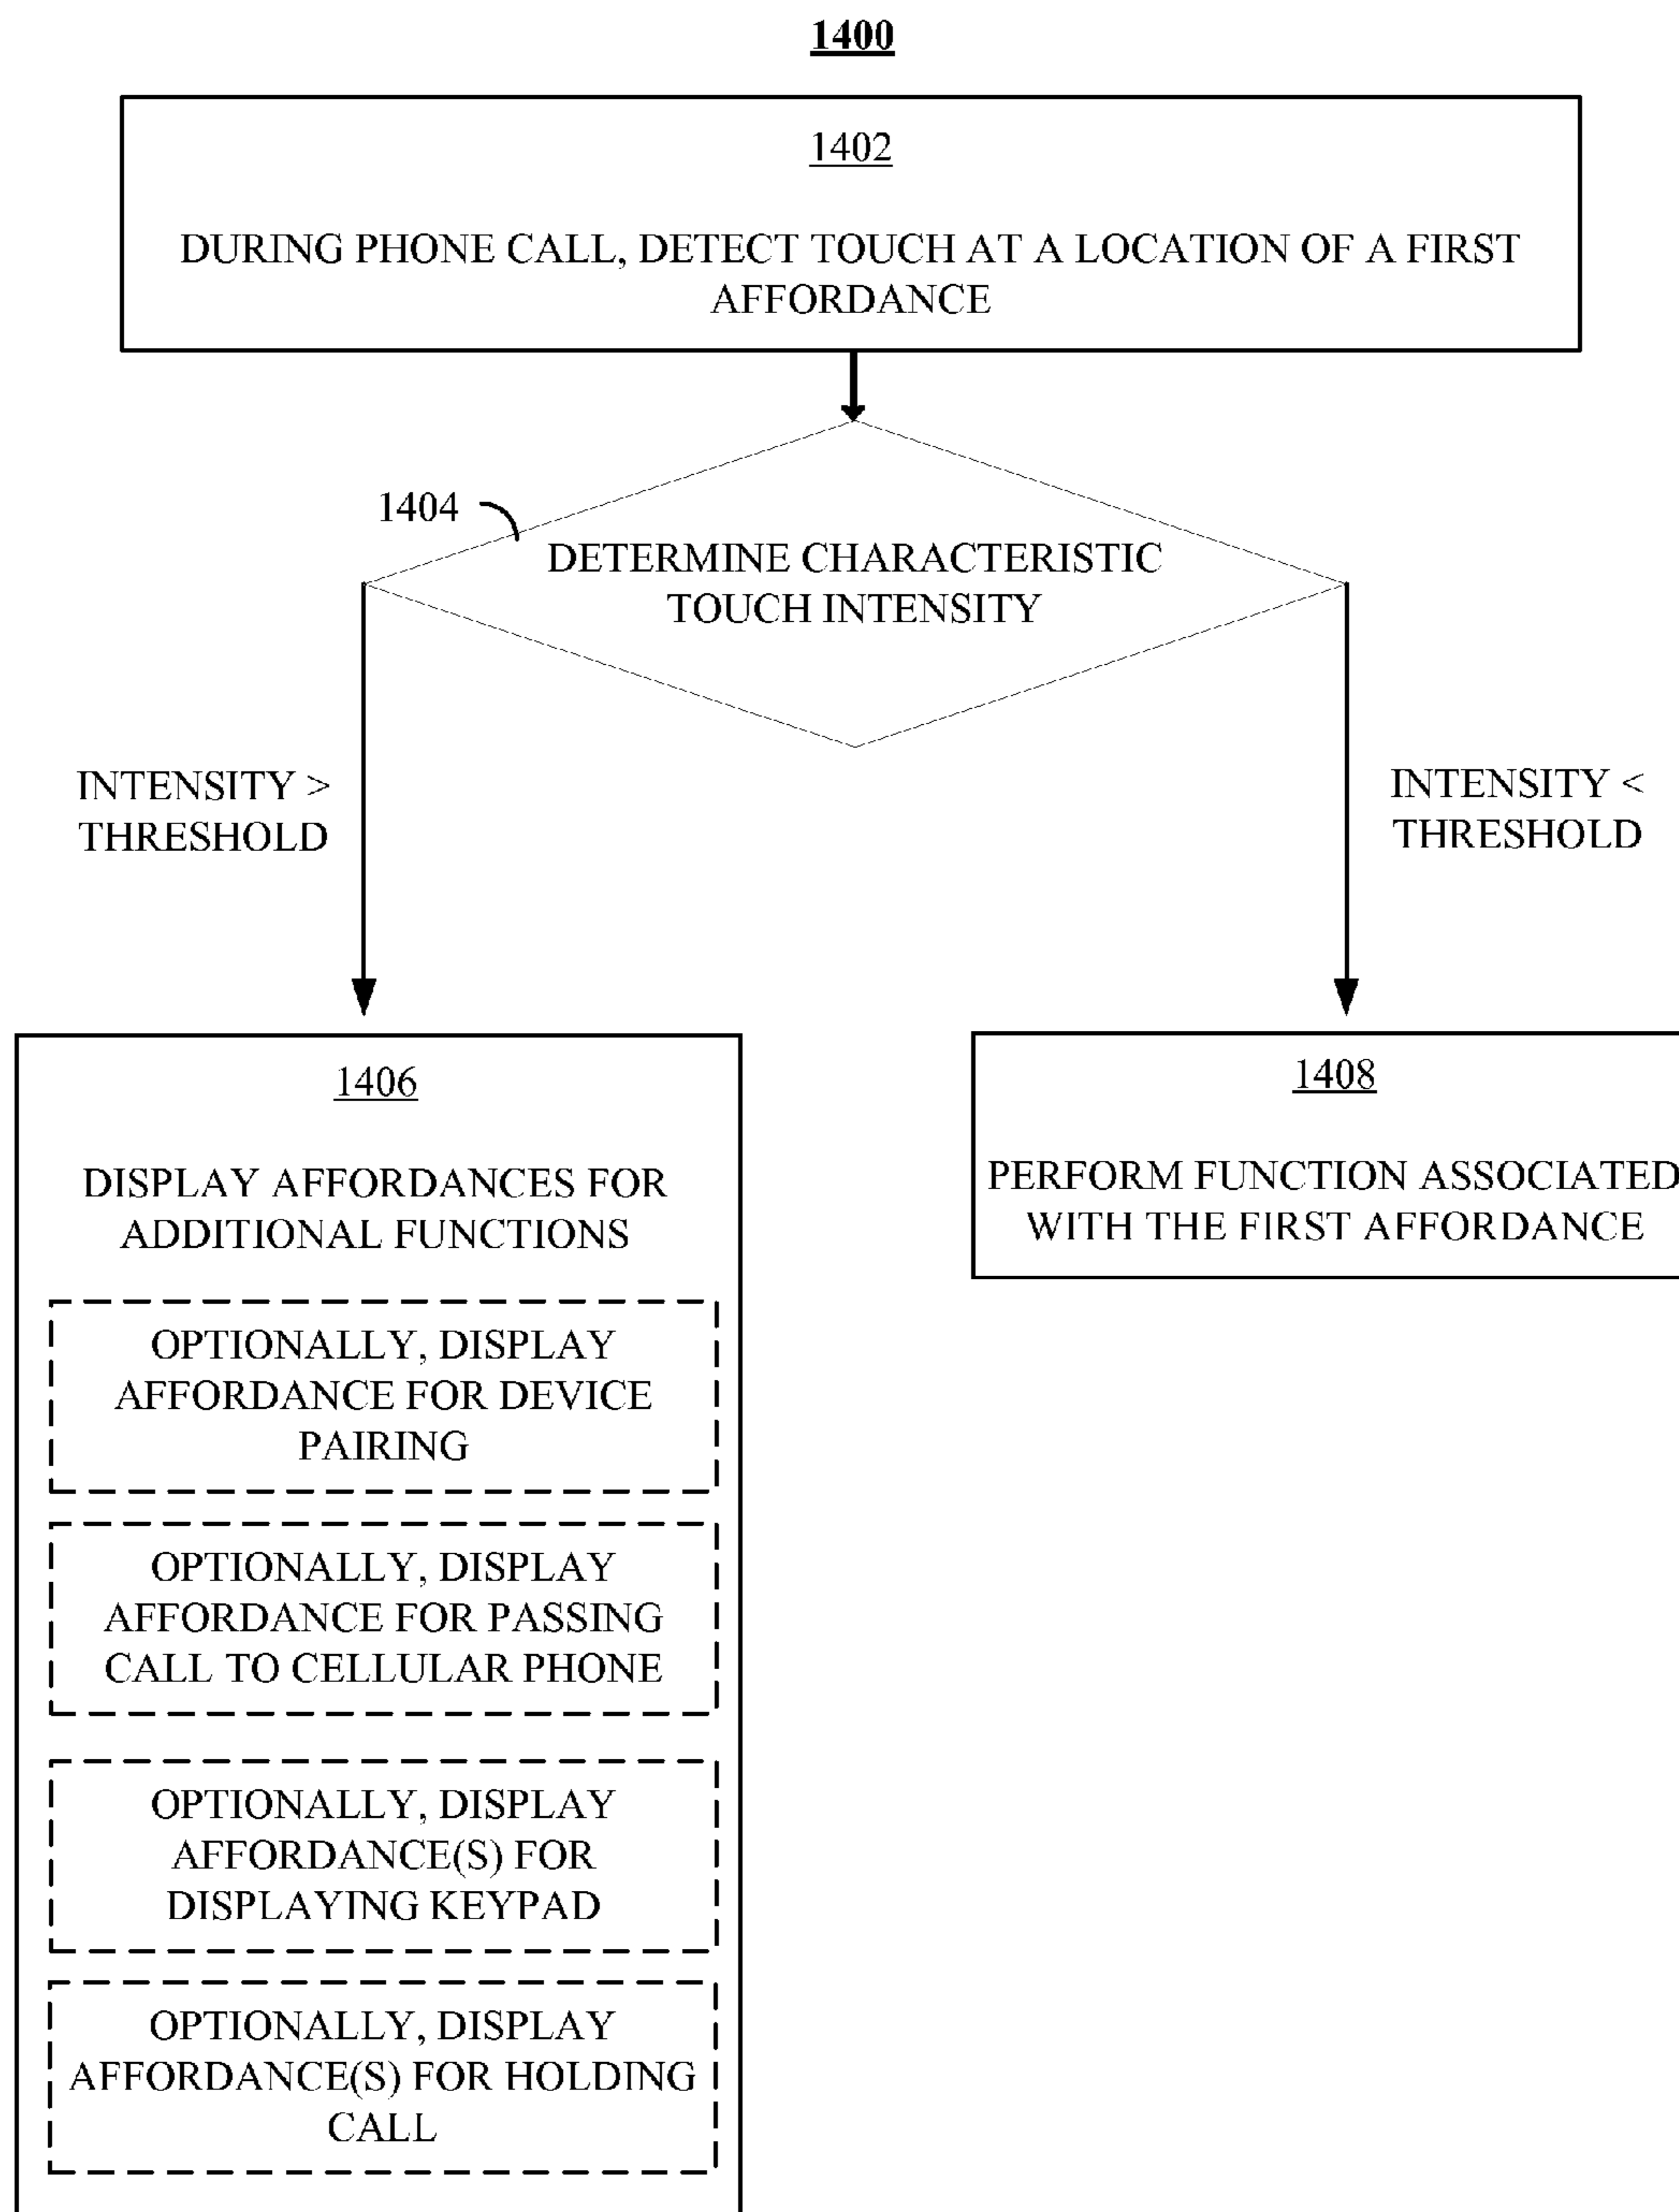 1400
1402
DURING PHONE CALL, DETECT TOUCH AT A LOCATION OF A FIRST
AFFORDANCE
1404
DETERMINE CHARACTERISTIC
TOUCH INTENSITY
INTENSITY >
THRESHOLD
INTENSITY <
THRESHOLD
1406
DISPLAY AFFORDANCES FOR
ADDITIONAL FUNCTIONS
OPTIONALLY, DISPLAY
AFFORDANCE FOR DEVICE
PAIRING
OPTIONALLY, DISPLAY
AFFORDANCE FOR PASSING
CALL TO CELLULAR PHONE
OPTIONALLY, DISPLAY
AFFORDANCE(S) FOR
DISPLAYING KEYPAD
OPTIONALLY, DISPLAY
AFFORDANCE(S) FOR HOLDING
CALL
1408
PERFORM FUNCTION ASSOCIATED
WITH THE FIRST AFFORDANCE